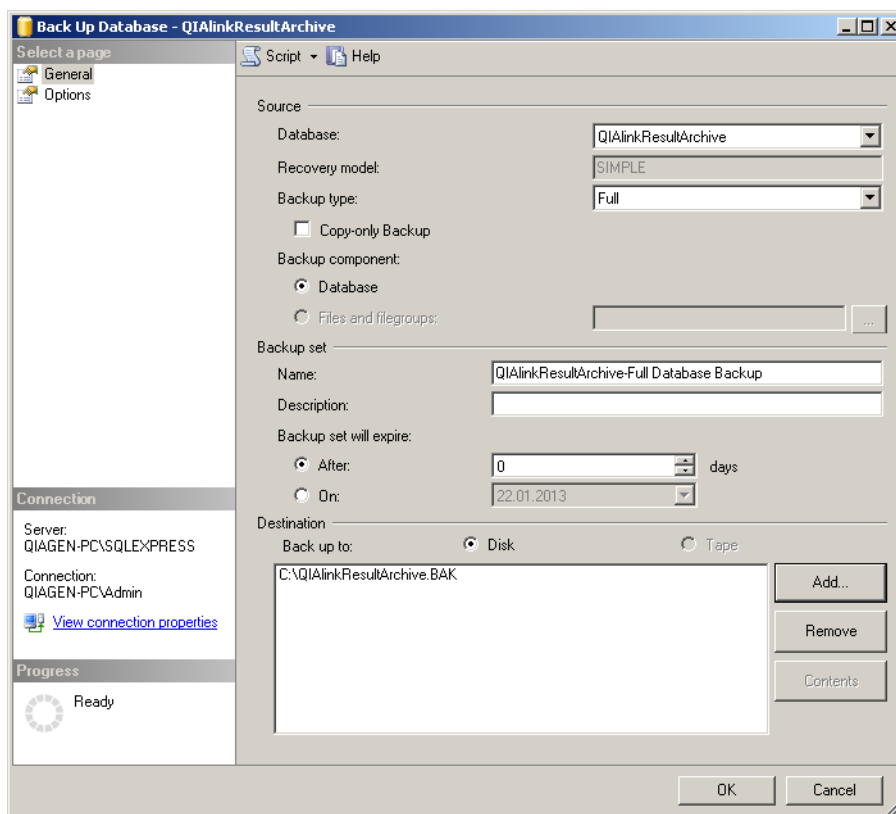 Back Up Database - QIAlinkResultArchive
Select a page
General
Options
Script
Help
Source
Database:
QIAlinkResultArchive
Recovery model:
SIMPLE
Backup type:
Full
Copy-only Backup
Backup component:
Database
Files and filegroups:
...
Backup set
Name:
QIAlinkResultArchive-Full Database Backup
Description:
Backup set will expire:
After:
0
days
On:
22.01.2013
Destination
Back up to:
Disk
Tape
C:\QIAlinkResultArchive.BAK
Add...
Remove
Contents
Connection
Server:
QIAGEN-PC\SQLEXPRESS
Connection:
QIAGEN-PC\Admin
View connection properties
Progress
Ready
OK
Cancel